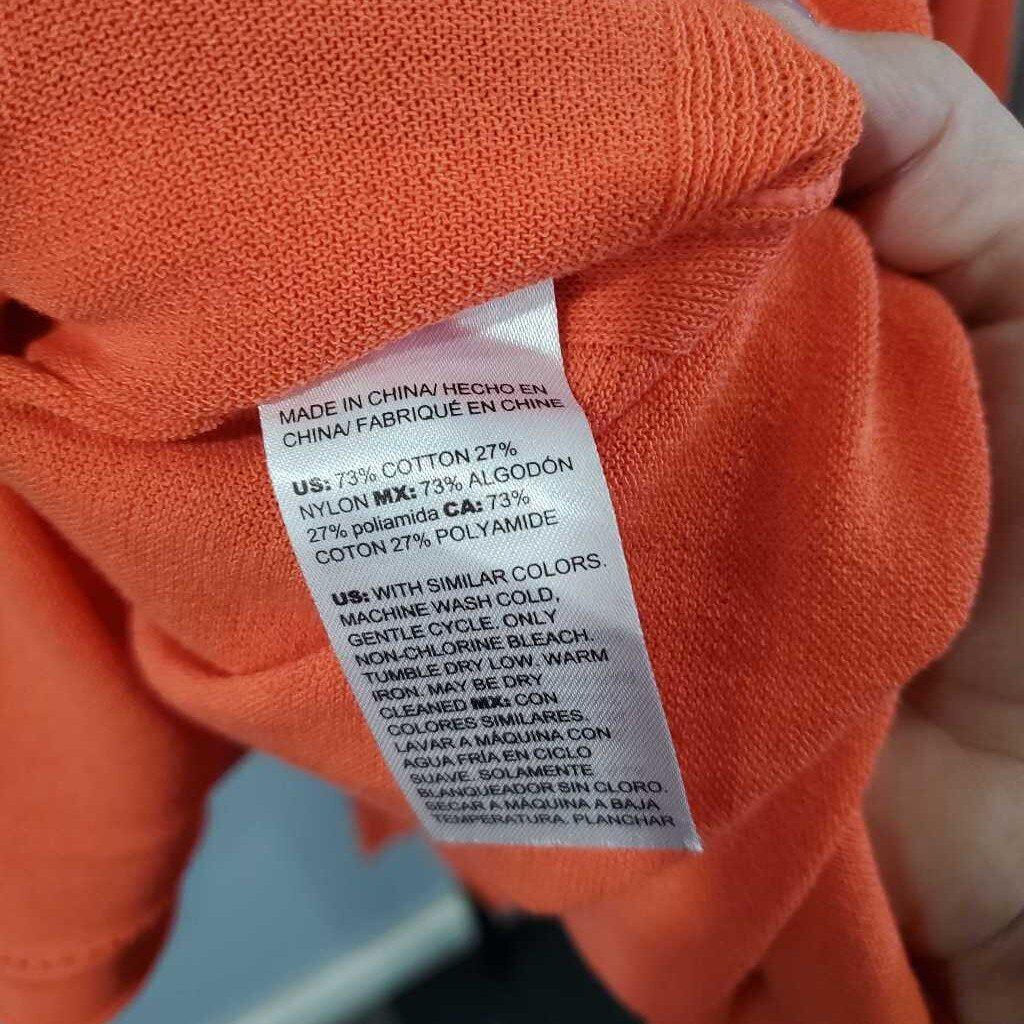 MADE IN CHINA/ HECHO EN
CHINA/ FABRIQUÉ EN CHINE
US: 73% COTTON 27%
NYLON MX: 73% ALGODÓN
27% poliamida CA: 73%
COTON 27% POLYAMIDE
US: WITH SIMILAR COLORS.
MACHINE WASH COLD,
GENTLE CYCLE. ONLY
NON-CHLORINE BLEACH.
TUMBLE DRY LOW. WARM
IRON. MAY BE DRY
CLEANED MX: CON
COLORES SIMILARES.
LAVAR A MÁQUINA CON
AGUA FRÍA EN CICLO
SUAVE. SOLAMENTE
BLANQUEADOR SIN CLORO.
SECAR A MÁQUINA A BAJA
TEMPERATURA. PLANCHAR